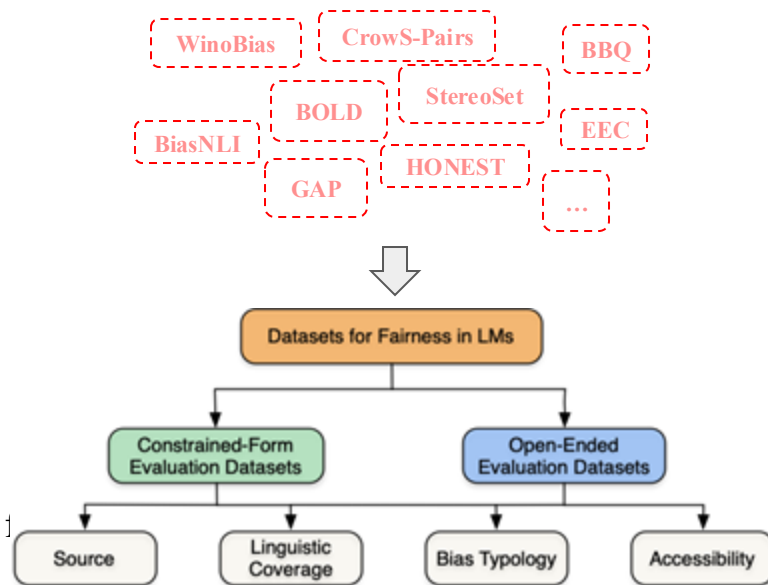 WinoBias
CrowS-Pairs
BBQ
BOLD
StereoSet
BiasNLI
EEC
GAP
HONEST
...
Datasets for Fairness in LMs
Constrained-Form
Evaluation Datasets
Open-Ended
Evaluation Datasets
Source
Linguistic
Coverage
Bias Typology
Accessibility